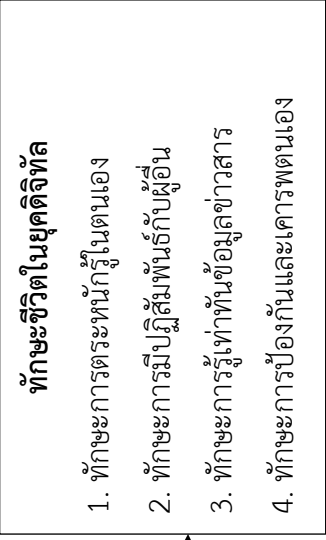 ทักษะชีวิตในยุคดิจิทัล
1. ทักษะการตระหนักรู้ในตนเอง
2. ทักษะการมีปฏิสัมพันธ์กับผู้อื่น
3. ทักษะการรู้เท่าทันข้อมูลข่าวสาร
4. ทักษะการป้องกันและเคารพตนเอง